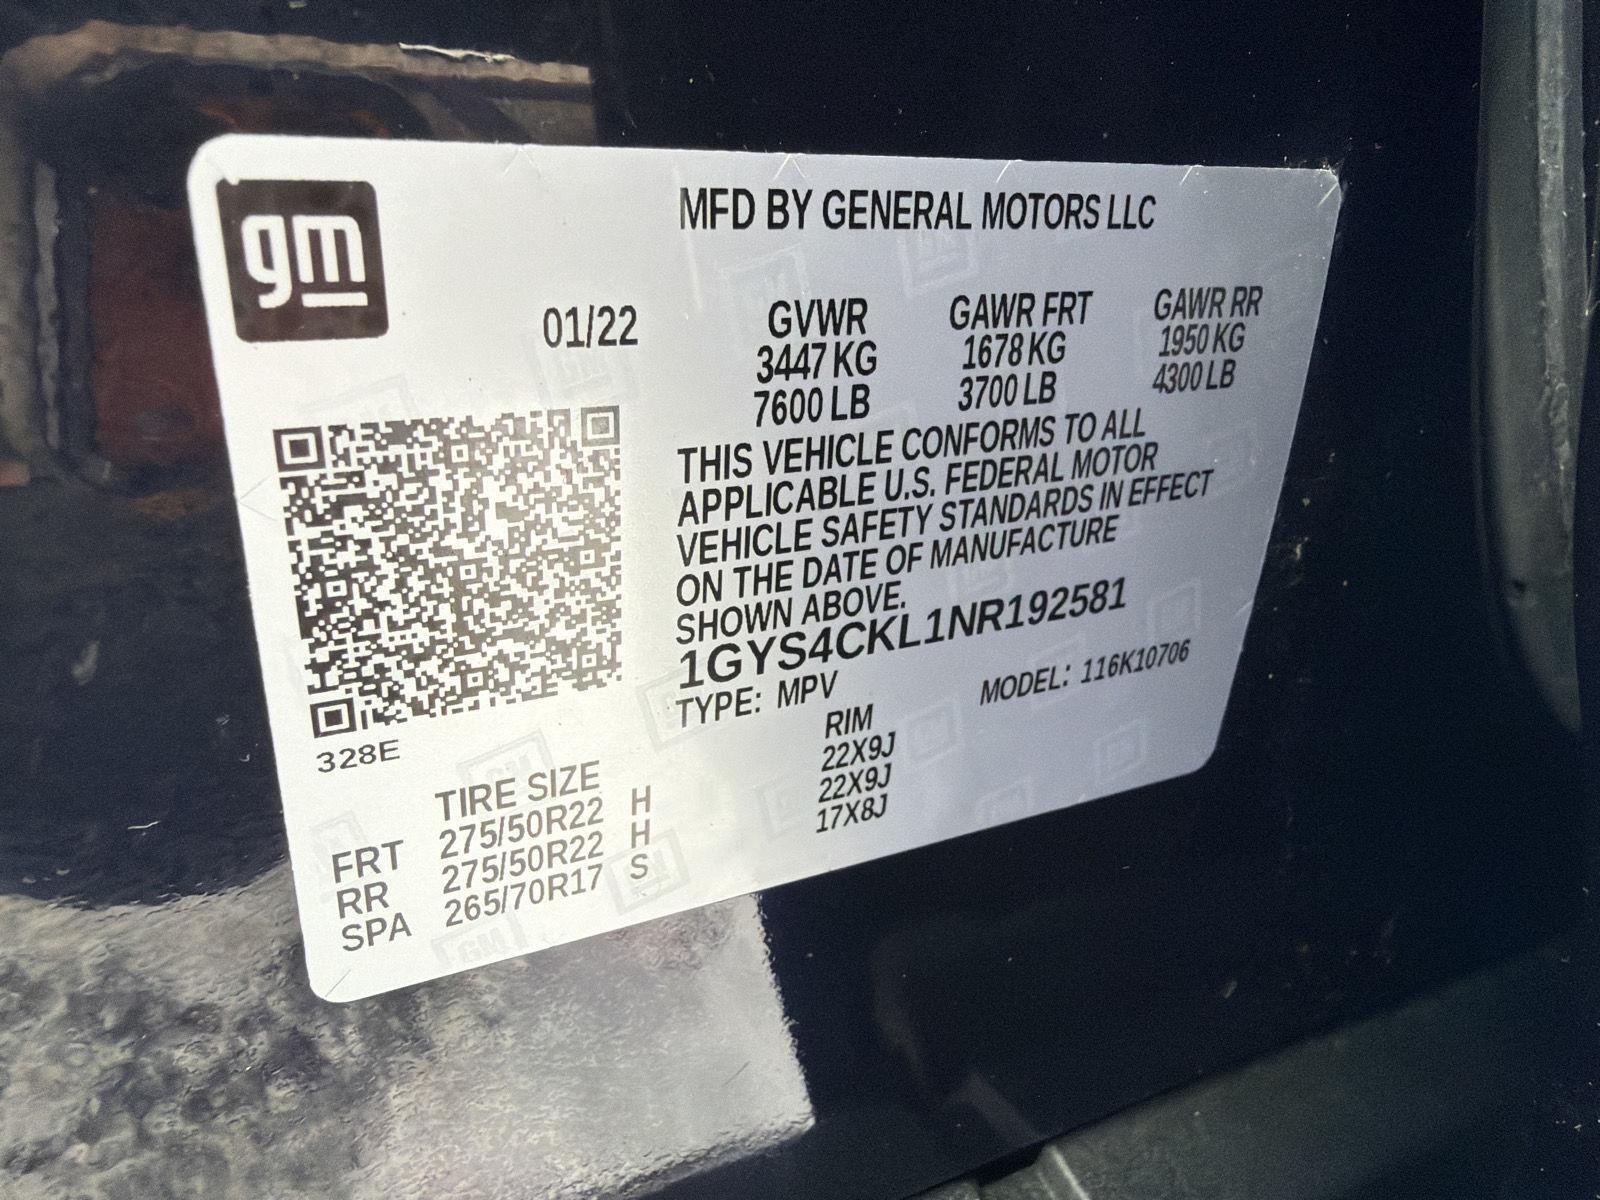 gm
MFD BY GENERAL MOTORS LLC
01/22
GVWR GAWR FRT GAWR RR
3447 KG 1678 KG 1950 KG
7600 LB 3700 LB 4300 LB
THIS VEHICLE CONFORMS TO ALL
APPLICABLE U.S. FEDERAL MOTOR
VEHICLE SAFETY STANDARDS IN EFFECT
ON THE DATE OF MANUFACTURE
SHOWN ABOVE.
1GYS4CKL1NR192581
TYPE: MPV MODEL: 116K10706
328E
TIRE SIZE RIM
FRT 275/50R22 H 22X9J
RR 275/50R22 H 22X9J
SPA 265/70R17 S 17X8J